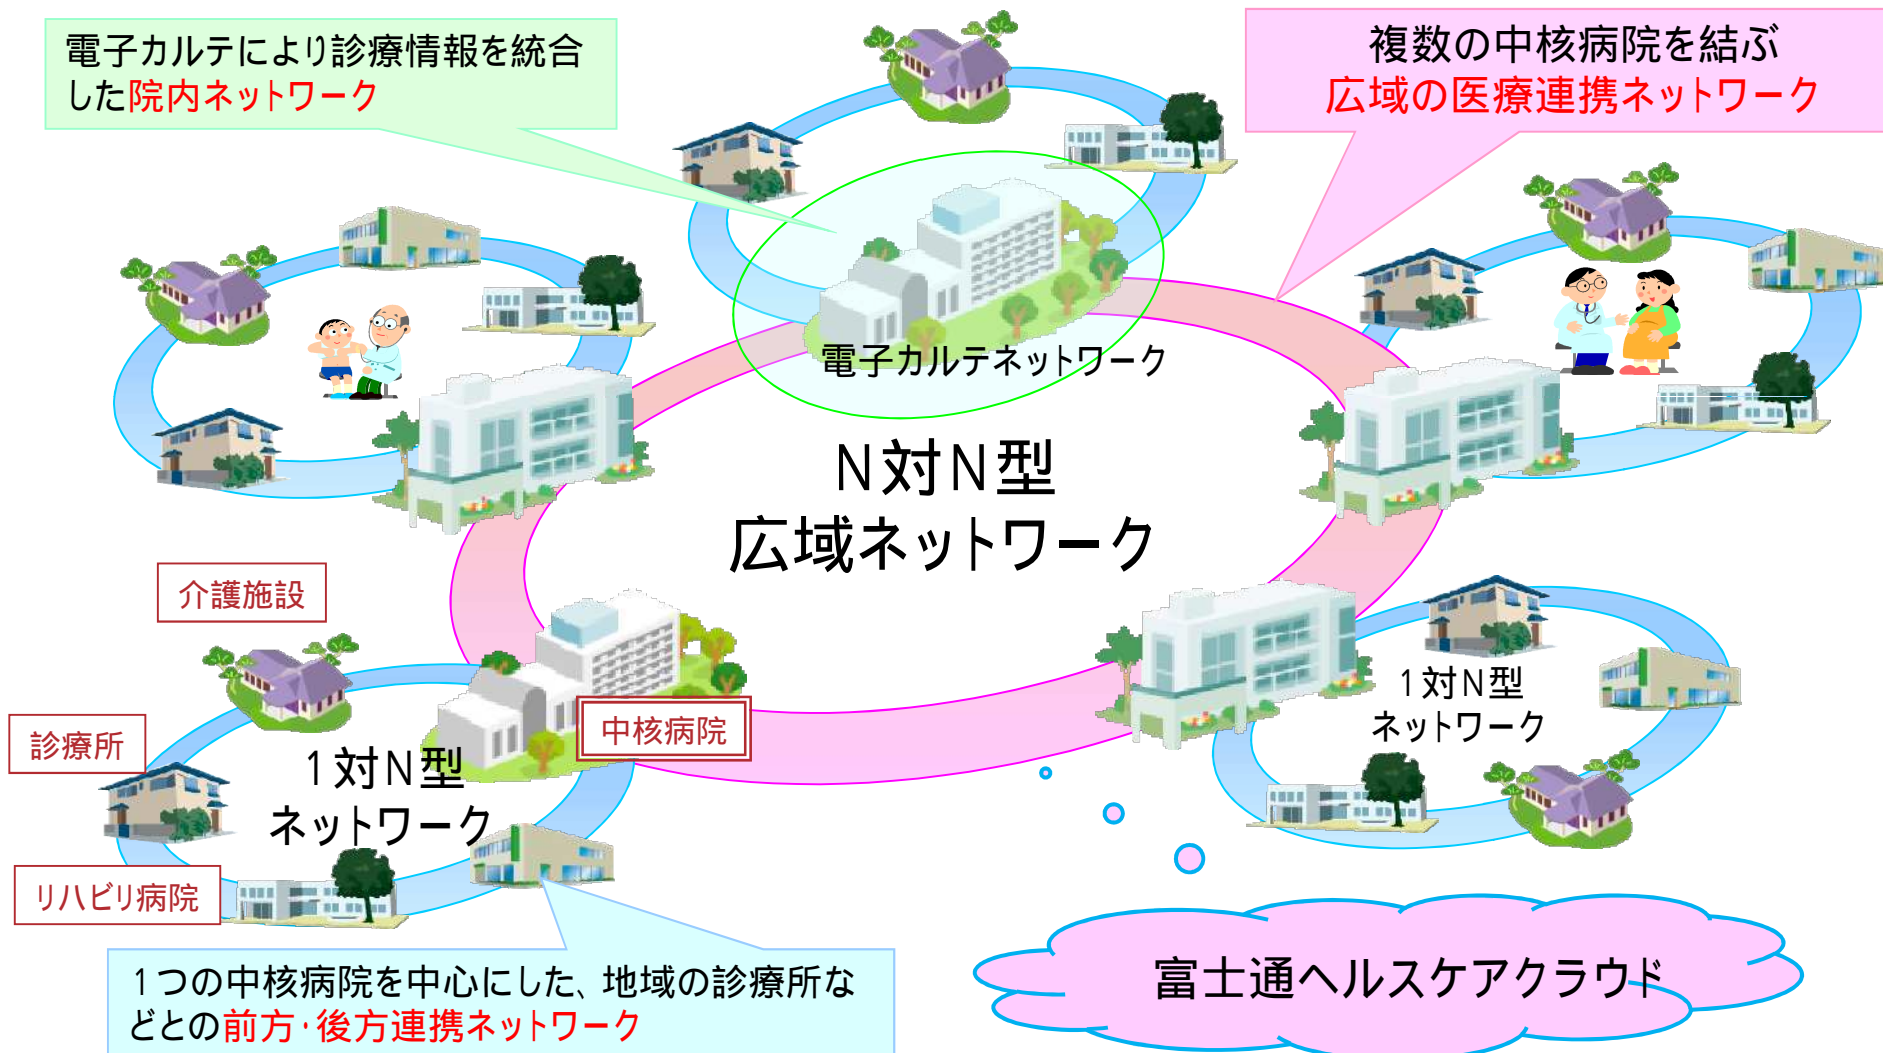 電子カルテにより診療情報を統合
した院内ネットワーク
複数の中核病院を結ぶ
広域の医療連携ネットワーク
電子カルテネットワーク
N対N型
広域ネットワーク
介護施設
診療所
中核病院
1対N型
ネットワーク
リハビリ病院
1対N型
ネットワーク
1つの中核病院を中心にした、地域の診療所な
どとの前方・後方連携ネットワーク
富士通ヘルスケアクラウド